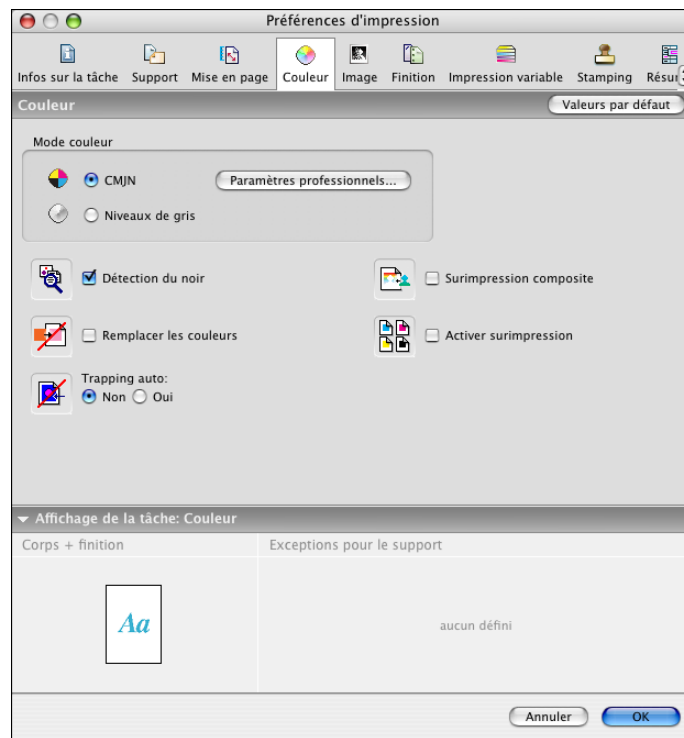 Préférences d'impression
Infos sur la tâche Support Mise en page Couleur Image Finition Impression variable Stamping
Couleur Valeurs par défaut
Mode couleur
CMJN Paramètres professionnels...
Niveaux de gris
Détection du noir Surimpression composite
Remplacer les couleurs Activer surimpression
Trapping auto:
Non Oui
Affichage de la tâche: Couleur
Corps + finition Exceptions pour le support
Aa aucun défini
Annuler OK